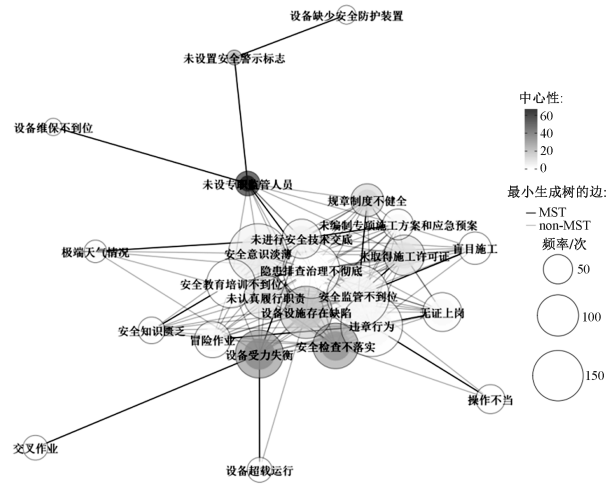 设备缺少安全防护装置
未设置安全警示标志
设备维保不到位
未设专职监管人员
规章制度不健全
未编制专项施工方案和应急预案
未进行安全技术交底
极端天气情况
安全意识淡薄
未取得施工许可证
盲目施工
隐患排查治理不彻底
安全教育培训不到位
未认真履行职责
安全监管不到位
设备设施存在缺陷
无证上岗
安全知识匮乏
违章行为
冒险作业
安全检查不落实
设备受力失衡
操作不当
交叉作业
设备超载运行
中心性:
60
40
20
0
最小生成树的边:
MST
non-MST
频率/次
50
100
150